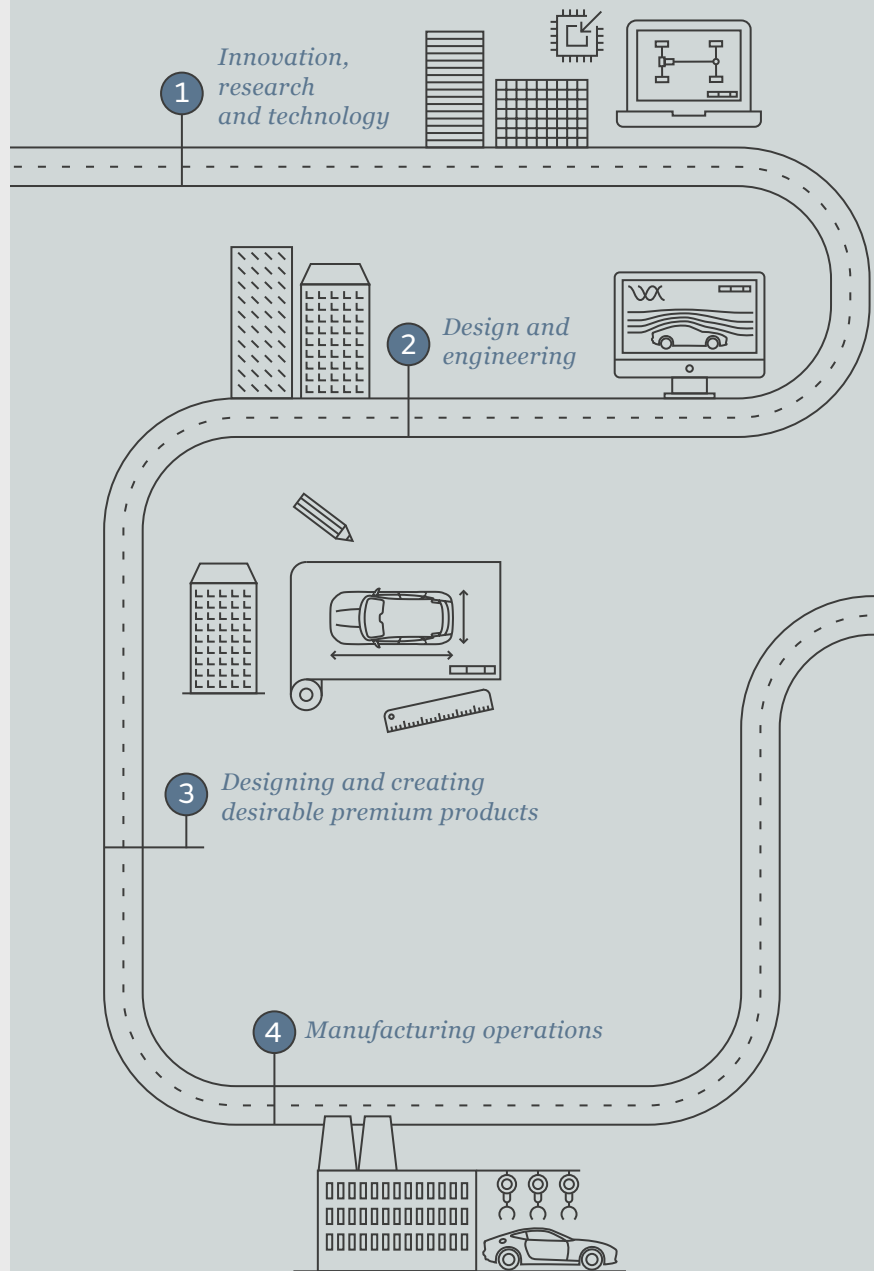 1
Innovation,
research
and technology
2
Design and
engineering
3
Designing and creating
desirable premium products
4
Manufacturing operations